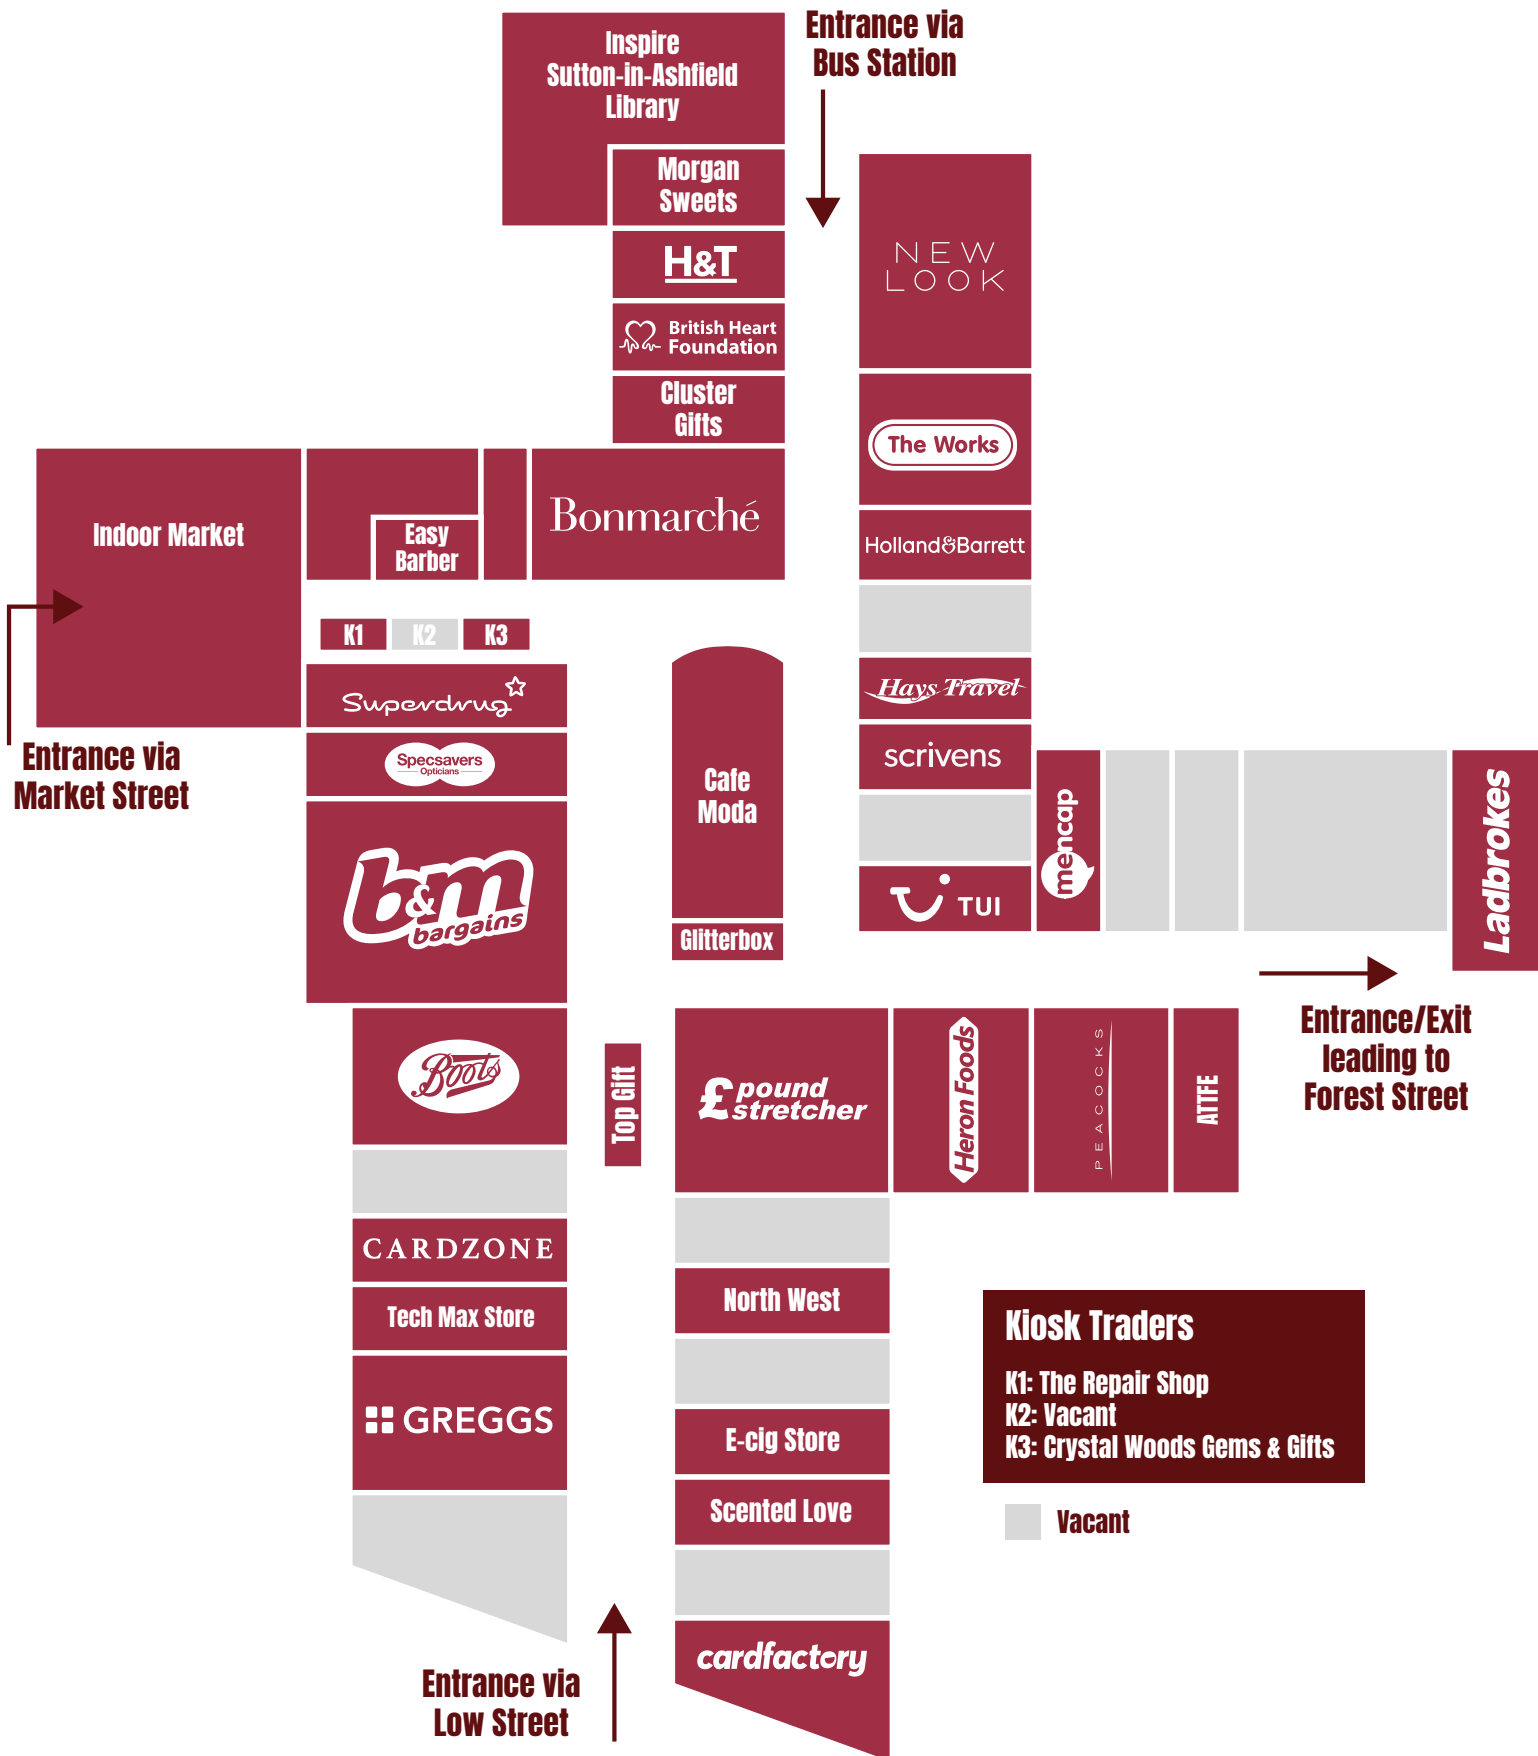 Entrance via
Bus Station
Inspire
Sutton-in-Ashfield
Library
Morgan
Sweets
H&T
British Heart
Foundation
Cluster
Gifts
NEW
LOOK
The Works
Holland&Barrett
Indoor Market
Easy
Barber
Bonmarché
K1
K2
K3
Superdrug
Specsavers
Opticians
b&m
bargains
Entrance via
Market Street
Cafe
Moda
Glitterbox
Hays Travel
scrivens
TUI
mencap
Ladbrokes
Entrance/Exit
leading to
Forest Street
Boots
Top Gift
£ pound
stretcher
Heron Foods
PEACOCKS
ATTFE
CARDZONE
Tech Max Store
GREGGS
North West
E-cig Store
Scented Love
cardfactory
Kiosk Traders
K1: The Repair Shop
K2: Vacant
K3: Crystal Woods Gems & Gifts
Vacant
Entrance via
Low Street